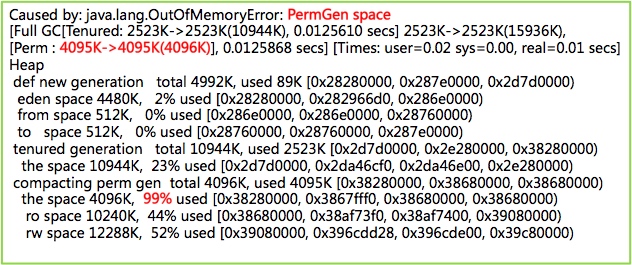 Caused by: java.lang.OutOfMemoryError: PermGen space
[Full GC[Tenured: 2523K->2523K(10944K), 0.0125610 secs] 2523K->2523K(15936K),
[Perm : 4095K->4095K(4096K)], 0.0125868 secs] [Times: user=0.02 sys=0.00, real=0.01 secs]
Heap
def new generation total 4992K, used 89K [0x28280000, 0x287e0000, 0x2d7d0000)
eden space 4480K, 2% used [0x28280000, 0x282966d0, 0x286e0000)
from space 512K, 0% used [0x286e0000, 0x286e0000, 0x28760000)
to space 512K, 0% used [0x28760000, 0x28760000, 0x287e0000)
tenured generation total 10944K, used 2523K [0x2d7d0000, 0x2e280000, 0x38280000)
the space 10944K, 23% used [0x2d7d0000, 0x2da46cf0, 0x2da46e00, 0x2e280000)
compacting perm gen total 4096K, used 4095K [0x38280000, 0x38680000, 0x38680000)
the space 4096K, 99% used [0x38280000, 0x3867fff0, 0x38680000, 0x38680000)
ro space 10240K, 44% used [0x38680000, 0x38af73f0, 0x38af7400, 0x39080000)
rw space 12288K, 52% used [0x39080000, 0x396cdd28, 0x396cde00, 0x39c80000)